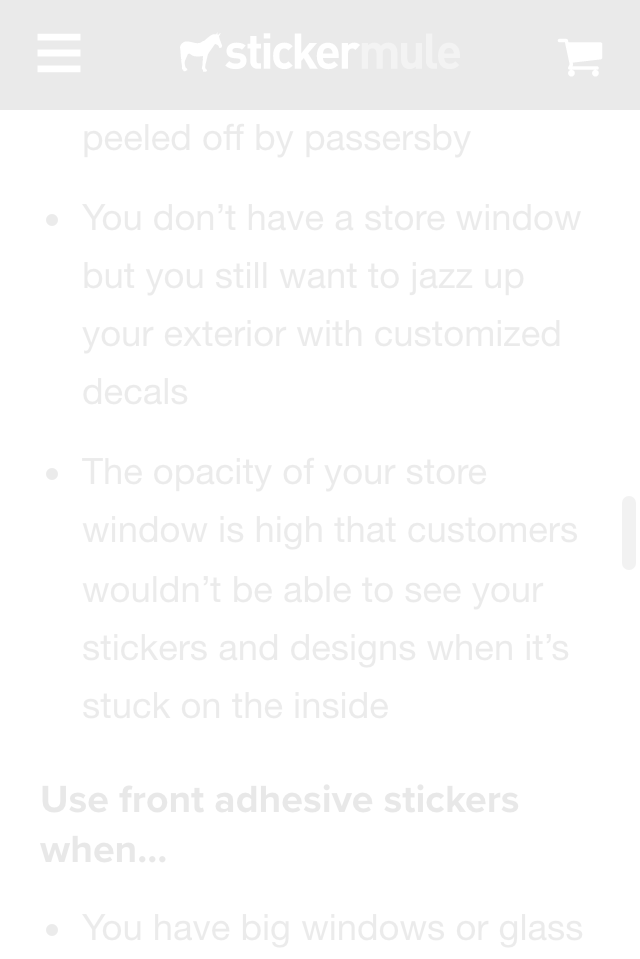 stickermule
peeled off by passersby
• You don’t have a store window
but you still want to jazz up
your exterior with customized
decals
• The opacity of your store
window is high that customers
wouldn’t be able to see your
stickers and designs when it’s
stuck on the inside
Use front adhesive stickers
when...
• You have big windows or glass